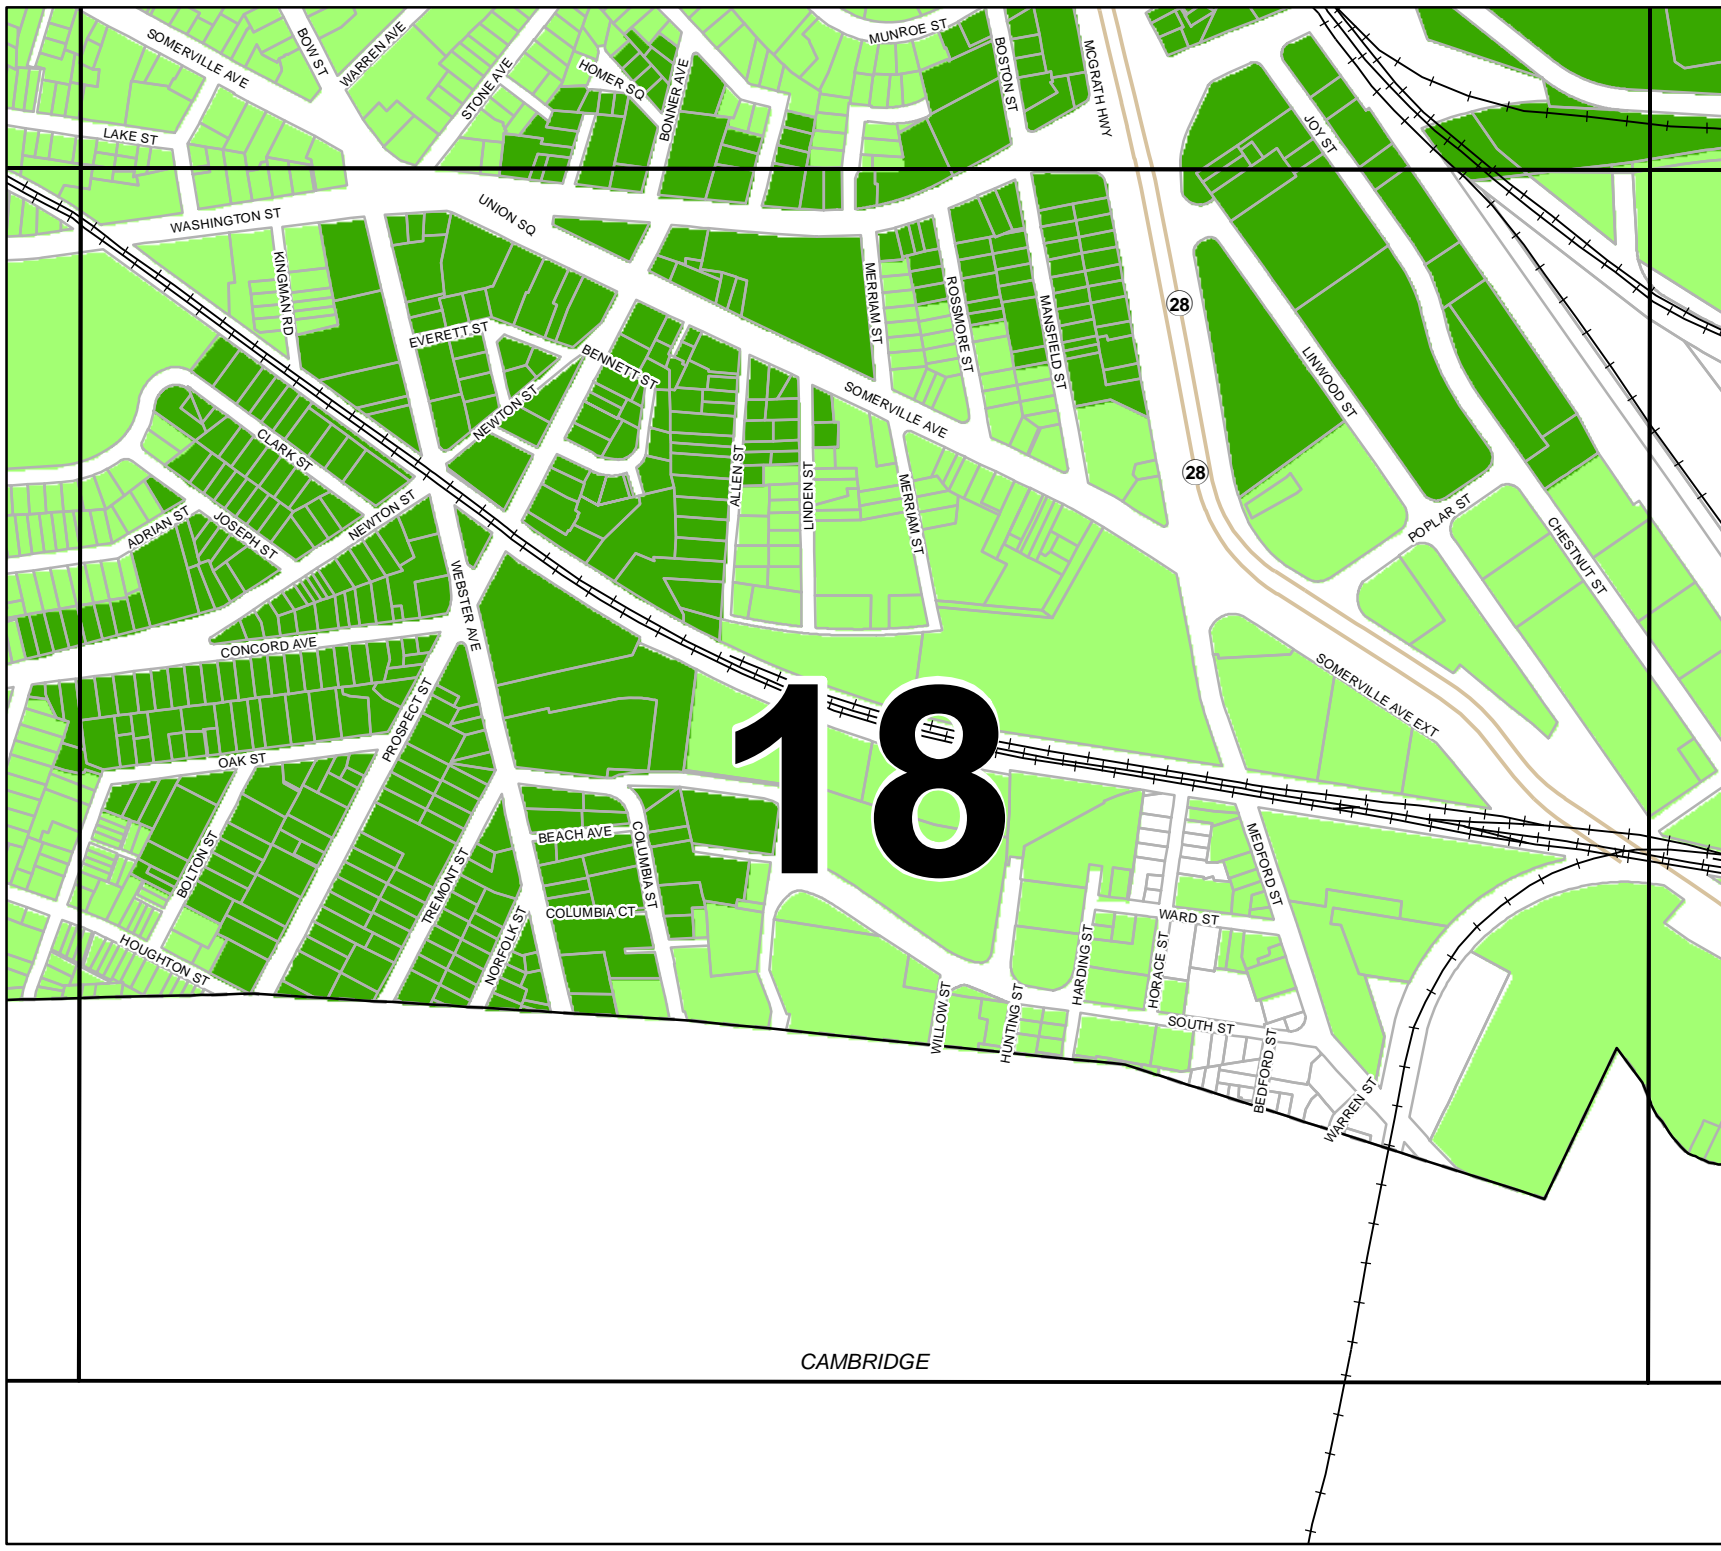 MUNROE ST
SOMERVILLE AVE
BOW ST
WARREN AVE
STONE AVE
HOMER SQ
BONNER AVE
BOSTON ST
MCGRATH HWY
LAKE ST
JOY ST
WASHINGTON ST
UNION SQ
KINGMAN RD
MERRIAM ST
ROSSMORE ST
MANSFIELD ST
28
EVERETT ST
BENNETT ST
LINWOOD ST
NEWTON ST
SOMERVILLE AVE
CLARK ST
ALLEN ST
LINDEN ST
MERRIAM ST
28
ADRIAN ST
JOSEPH ST
NEWTON ST
POPLAR ST
CHESTNUT ST
WEBSTER AVE
CONCORD AVE
SOMERVILLE AVE EXT
PROSPECT ST
OAK ST
18
BEACH AVE
COLUMBIA ST
MEDFORD ST
BOLTON ST
TREMONT ST
COLUMBIA CT
WARD ST
NORFOLK ST
HOUGHTON ST
HARDING ST
HORACE ST
WILLOW ST
HUNTING ST
SOUTH ST
BEDFORD ST
WARREN ST
CAMBRIDGE